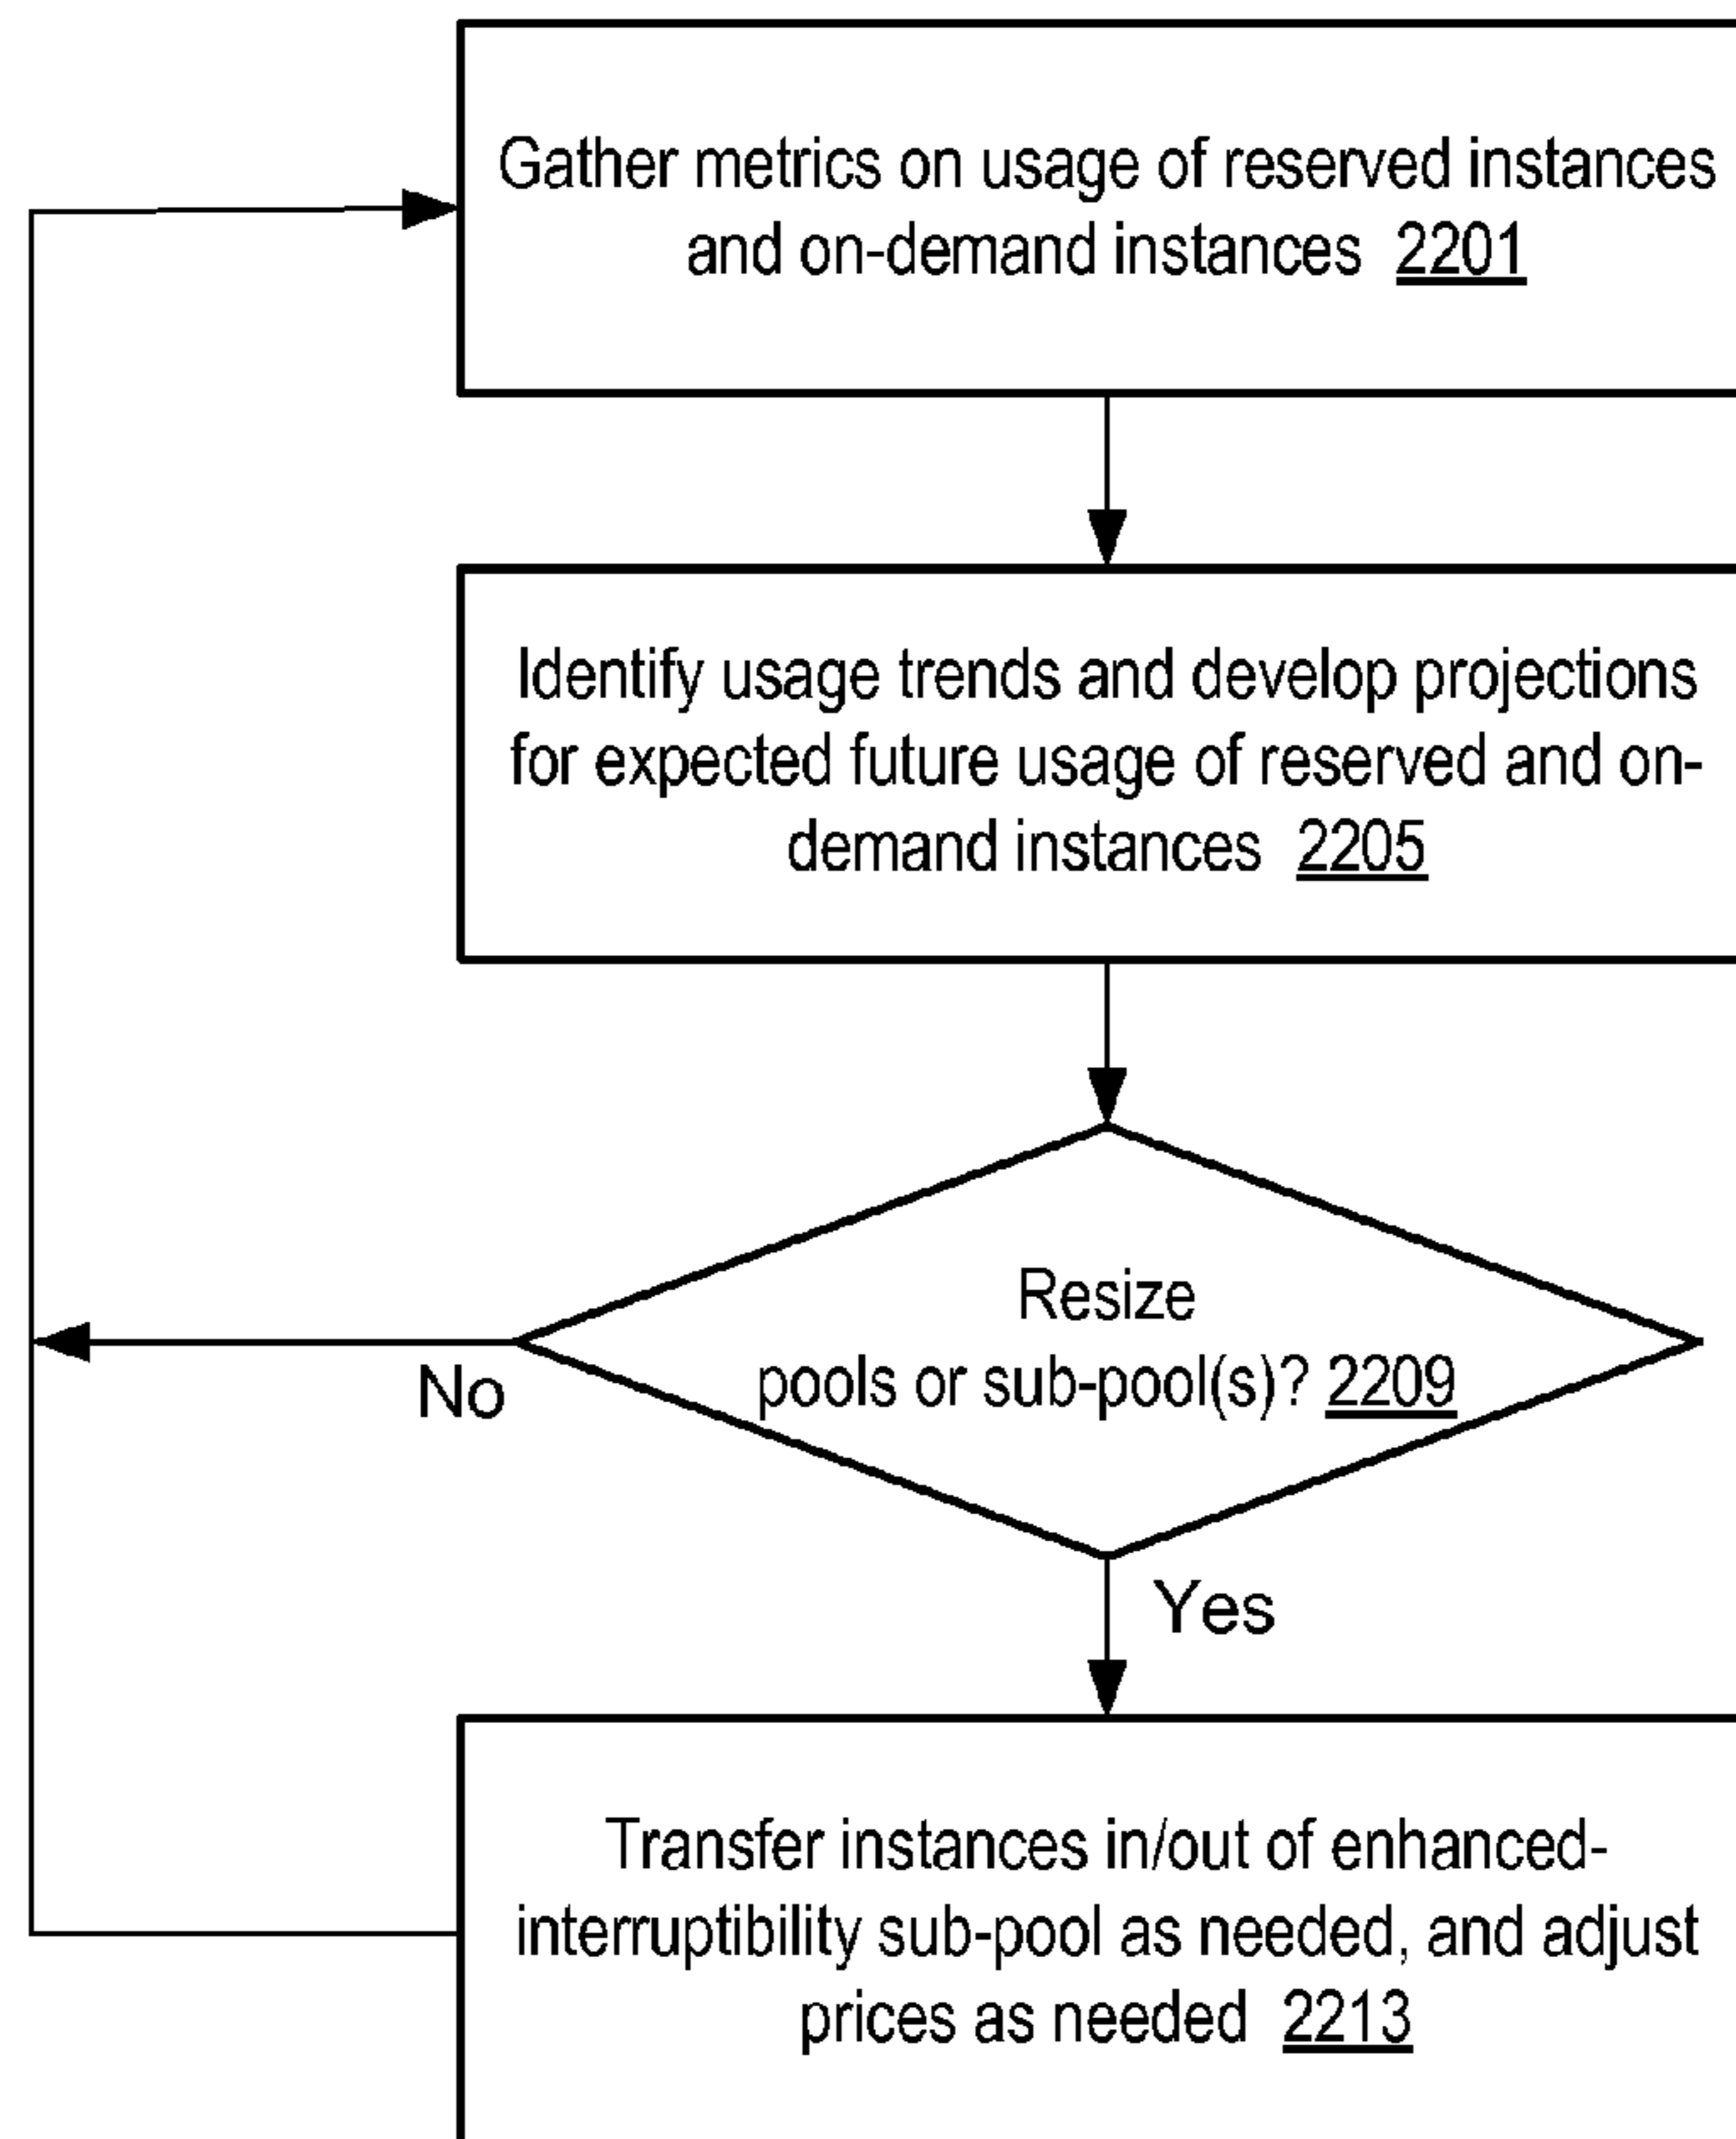 Gather metrics on usage of reserved instances
and on-demand instances 2201
Identify usage trends and develop projections
for expected future usage of reserved and on-
demand instances 2205
Resize
pools or sub-pool(s)? 2209
No
Yes
Transfer instances in/out of enhanced-
interruptibility sub-pool as needed, and adjust
prices as needed 2213